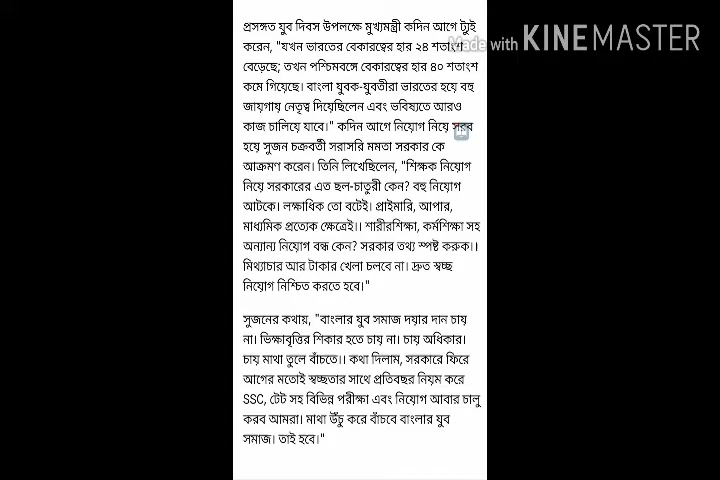 প্রসঙ্গত যুব দিবস উপলক্ষে মুখ্যমন্ত্রী কদিন আগে ট্যুই
করেন, "যখন ভারতের বেকারত্বের হার ২৪ শতাংশ
বেড়েছে; তখন পশ্চিমবঙ্গে বেকারত্বের হার ৪০ শতাংশ
কমে গিয়েছে। বাংলা যুবক-যুবতীরা ভারতের হয়ে বহু
জায়গায় নেতৃত্ব দিয়েছিলেন এবং ভবিষ্যতে আরও
কাজ চালিয়ে যাবে।" কদিন আগে নিয়োগ নিয়ে সরব
হয়ে সুজন চক্রবর্তী সরাসরি মমতা সরকার কে
আক্রমণ করেন। তিনি লিখেছিলেন, "শিক্ষক নিয়োগ
নিয়ে সরকারের এত ছল-চাতুরী কেন? বহু নিয়োগ
আটকে। লক্ষাধিক তো বটেই। প্রাইমারি, আপার,
মাধ্যমিক প্রত্যেক ক্ষেত্রেই।। শারীরশিক্ষা, কর্মশিক্ষা সহ
অন্যান্য নিয়োগ বন্ধ কেন? সরকার তথ্য স্পষ্ট করুক।।
মিথ্যাচার আর টাকার খেলা চলবে না। দ্রুত স্বচ্ছ
নিয়োগ নিশ্চিত করতে হবে।"
সুজনের কথায়, "বাংলার যুব সমাজ দয়ার দান চায়
না। ভিক্ষাবৃত্তির শিকার হতে চায় না। চায় অধিকার।
চায় মাথা তুলে বাঁচতে।। কথা দিলাম, সরকারে ফিরে
আগের মতোই স্বচ্ছতার সাথে প্রতিবছর নিয়ম করে
SSC, টেট সহ বিভিন্ন পরীক্ষা এবং নিয়োগ আবার চালু
করব আমরা। মাথা উঁচু করে বাঁচবে বাংলার যুব
সমাজ। তাই হবে।"
Made with KINEMASTER